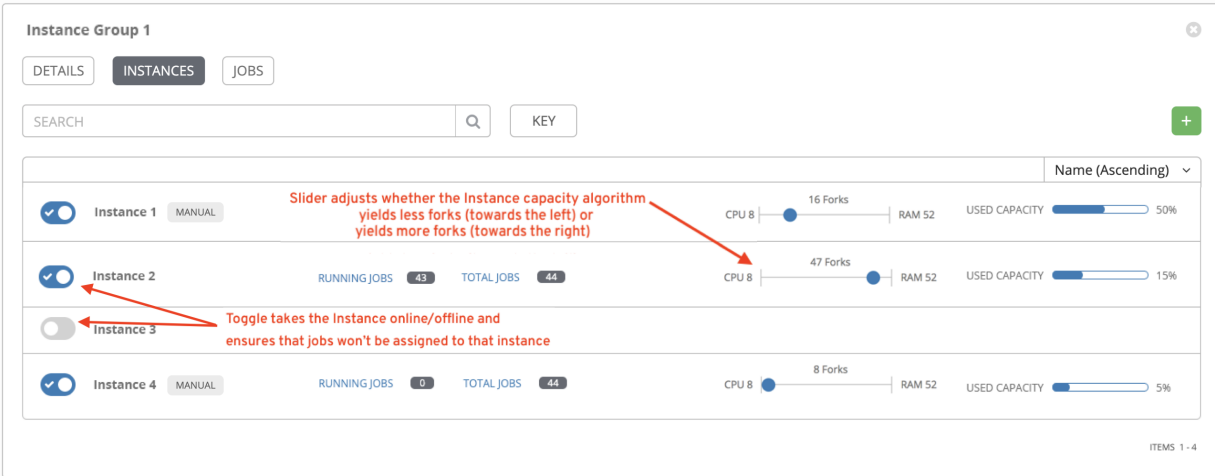 Instance Group 1
DETAILS INSTANCES JOBS
SEARCH KEY +
Name (Ascending)
Instance 1 MANUAL
Slider adjusts whether the Instance capacity algorithm
yields less forks (towards the left) or
yields more forks (towards the right)
16 Forks
CPU 8 RAM 52
USED CAPACITY 50%
Instance 2
RUNNING JOBS 43 TOTAL JOBS 44
47 Forks
CPU 8 RAM 52
USED CAPACITY 15%
Instance 3
Toggle takes the Instance online/offline and
ensures that jobs won't be assigned to that instance
Instance 4 MANUAL
RUNNING JOBS 0 TOTAL JOBS 44
8 Forks
CPU 8 RAM 52
USED CAPACITY 5%
ITEMS 1 - 4